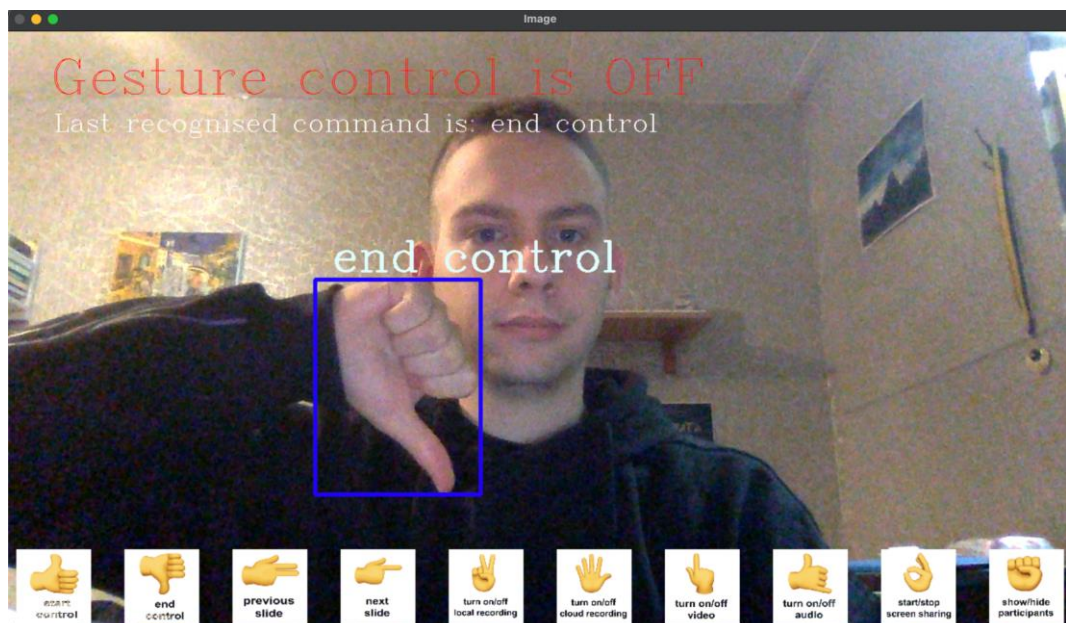 Image
Gesture control is OFF
Last recognised command is: end control
end control
start
control
end
control
previous
slide
next
slide
turn on/off
local recording
turn on/off
cloud recording
turn on/off
video
turn on/off
audio
start/stop
screen sharing
show/hide
participants